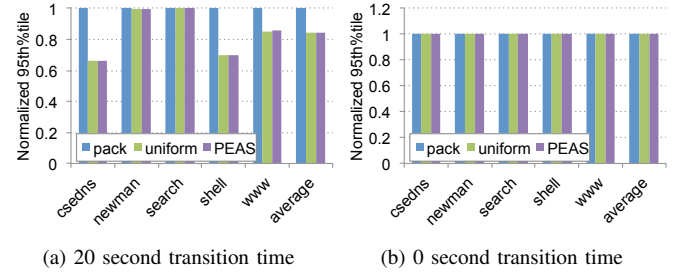 Normalized 95th%tile
1
0.8
0.6
0.4
0.2
0
pack uniform PEAS
csedns
newman
search
shell
www
average
(a) 20 second transition time
Normalized 95th%tile
1.2
1
0.8
0.6
0.4
0.2
0
pack uniform PEAS
csedns
newman
search
shell
www
average
(b) 0 second transition time